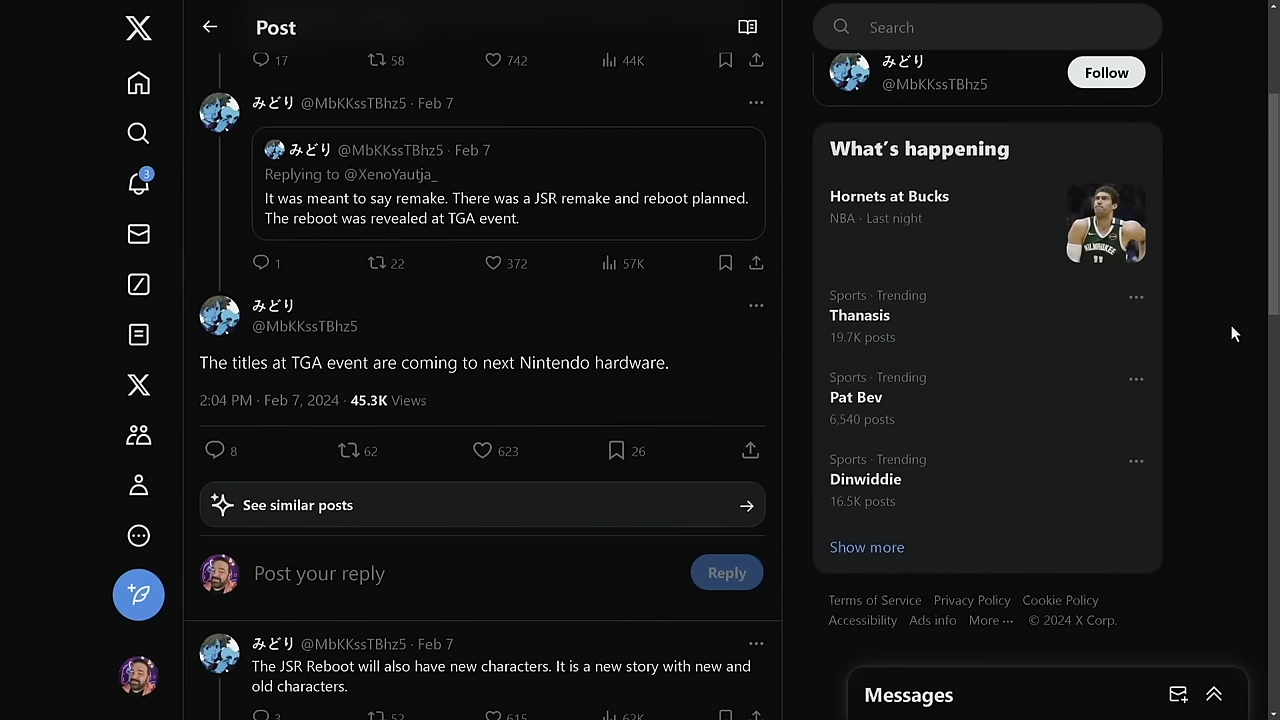 Post
17 58 742 44K
みどり @MbKKssTBhz5 · Feb 7
みどり @MbKKssTBhz5 · Feb 7
Replying to @XenoYautja_
It was meant to say remake. There was a JSR remake and reboot planned.
The reboot was revealed at TGA event.
1 22 372 57K
みどり
@MbKKssTBhz5
The titles at TGA event are coming to next Nintendo hardware.
2:04 PM · Feb 7, 2024 · 45.3K Views
8 62 623 26
See similar posts
Post your reply
Reply
みどり @MbKKssTBhz5 · Feb 7
The JSR Reboot will also have new characters. It is a new story with new and
old characters.
3 52 615 62K
3
Search
みどり
@MbKKssTBhz5
Follow
What's happening
Hornets at Bucks
NBA · Last night
MILWAUKEE
11
Sports · Trending
Thanasis
19.7K posts
Sports · Trending
Pat Bev
6,540 posts
Sports · Trending
Dinwiddie
16.5K posts
Show more
Terms of Service Privacy Policy Cookie Policy
Accessibility Ads info More ··· © 2024 X Corp.
Messages